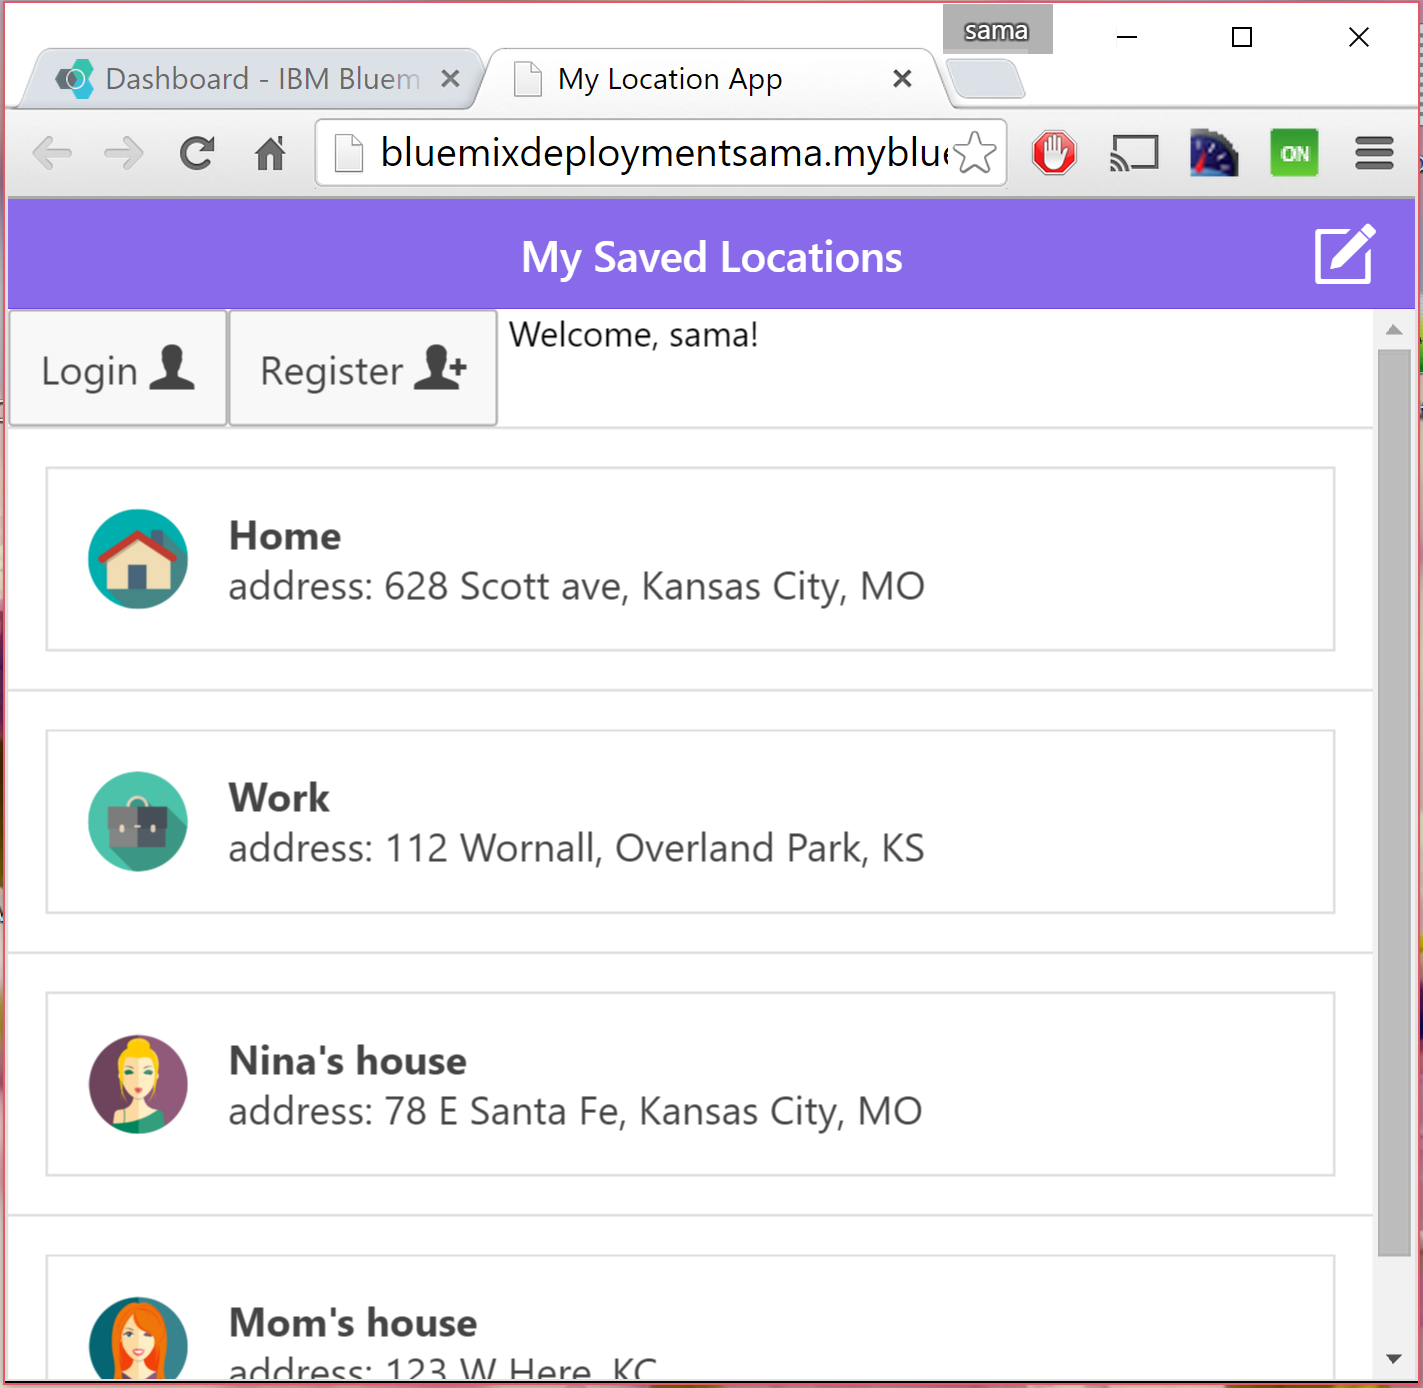 sama
Dashboard - IBM Bluem
My Location App
bluemixdeploymentsama.myblue
ON
My Saved Locations
Login
Register
Welcome, sama!
Home
address: 628 Scott ave, Kansas City, MO
Work
address: 112 Wornall, Overland Park, KS
Nina's house
address: 78 E Santa Fe, Kansas City, MO
Mom's house
address: 123 W Here, KC